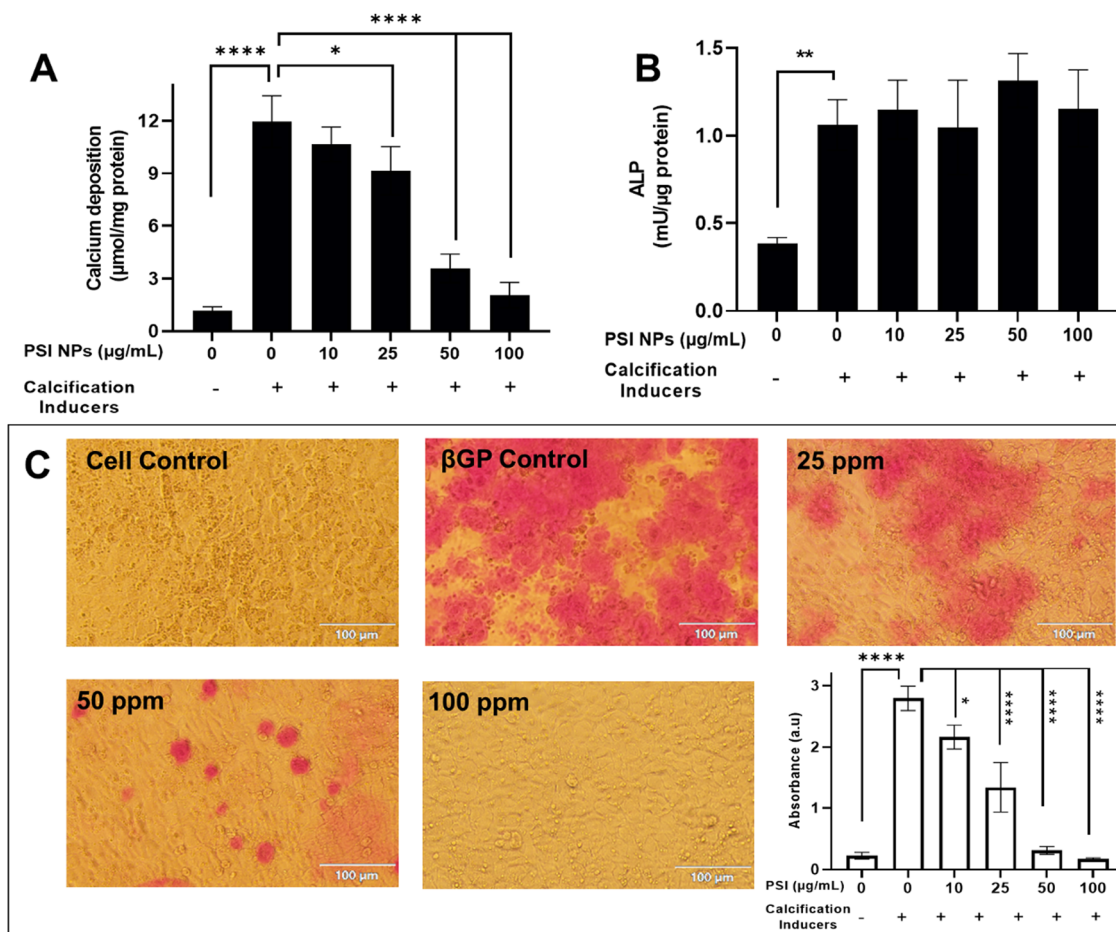 A
****
****
*
Calcium deposition
(µmol/mg protein)
12
9
6
3
0
PSI NPs (µg/mL) 0 0 10 25 50 100
Calcification
Inducers - + + + + +
B
**
ALP
(mU/µg protein)
1.5
1.0
0.5
0.0
PSI NPs (µg/mL) 0 0 10 25 50 100
Calcification
Inducers - + + + + +
C
Cell Control
100 µm
βGP Control
100 µm
25 ppm
100 µm
50 ppm
100 µm
100 ppm
100 µm
****
*
****
****
****
Absorbance (a.u)
3
2
1
0
PSI (µg/mL) 0 0 10 25 50 100
Calcification
Inducers - + + + + + +